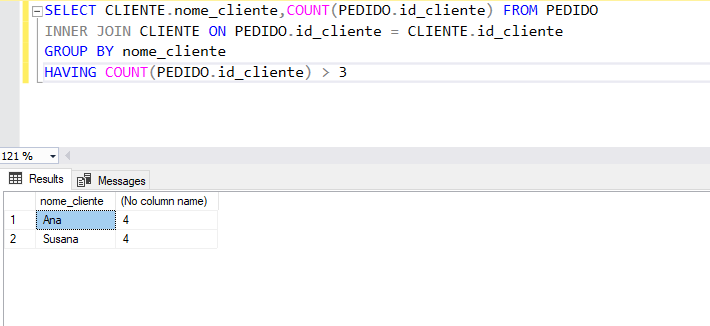 SELECT CLIENTE.nome_cliente,COUNT(PEDIDO.id_cliente) FROM PEDIDO
INNER JOIN CLIENTE ON PEDIDO.id_cliente = CLIENTE.id_cliente
GROUP BY nome_cliente
HAVING COUNT(PEDIDO.id_cliente) > 3
121 %
Results Messages
nome_cliente (No column name)
1 Ana 4
2 Susana 4